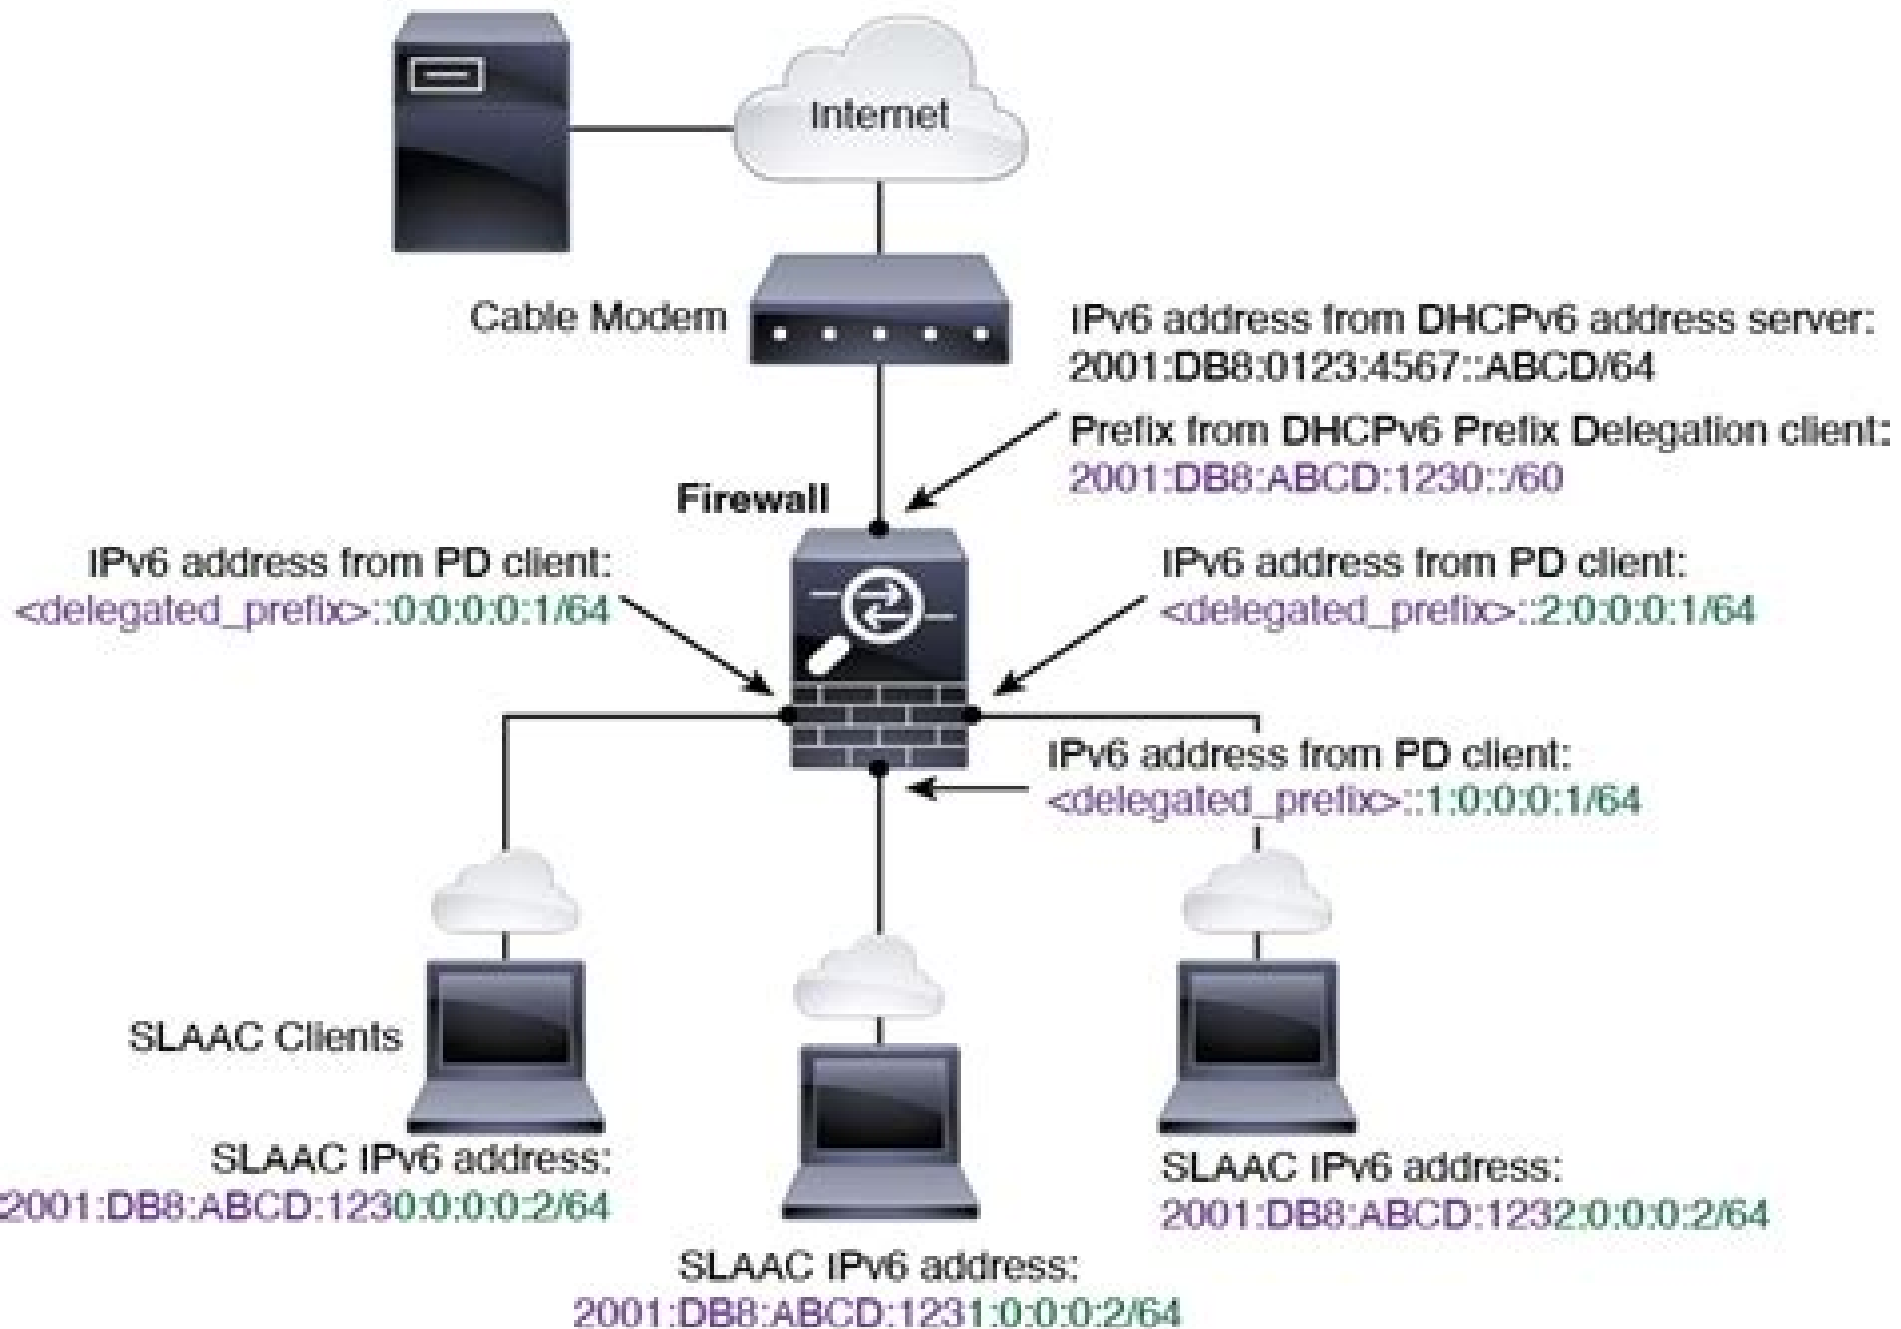 Internet
Cable Modem
IPv6 address from DHCPv6 address server:
2001:DB8:0123:4567::ABCD/64
Prefix from DHCPv6 Prefix Delegation client:
2001:DB8:ABCD:1230::/60
Firewall
IPv6 address from PD client:
<delegated_prefix>::0:0:0:0:1/64
IPv6 address from PD client:
<delegated_prefix>::2:0:0:0:1/64
IPv6 address from PD client:
<delegated_prefix>::1:0:0:0:1/64
SLAAC Clients
SLAAC IPv6 address:
2001:DB8:ABCD:1230:0:0:0:2/64
SLAAC IPv6 address:
2001:DB8:ABCD:1232:0:0:0:2/64
SLAAC IPv6 address:
2001:DB8:ABCD:1231:0:0:0:2/64